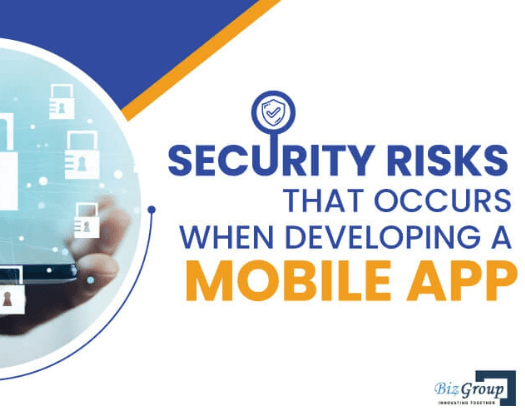 SECURITY RISKS
THAT OCCURS
WHEN DEVELOPING A
MOBILE APP
BizGroup
INNOVATING TOGETHER